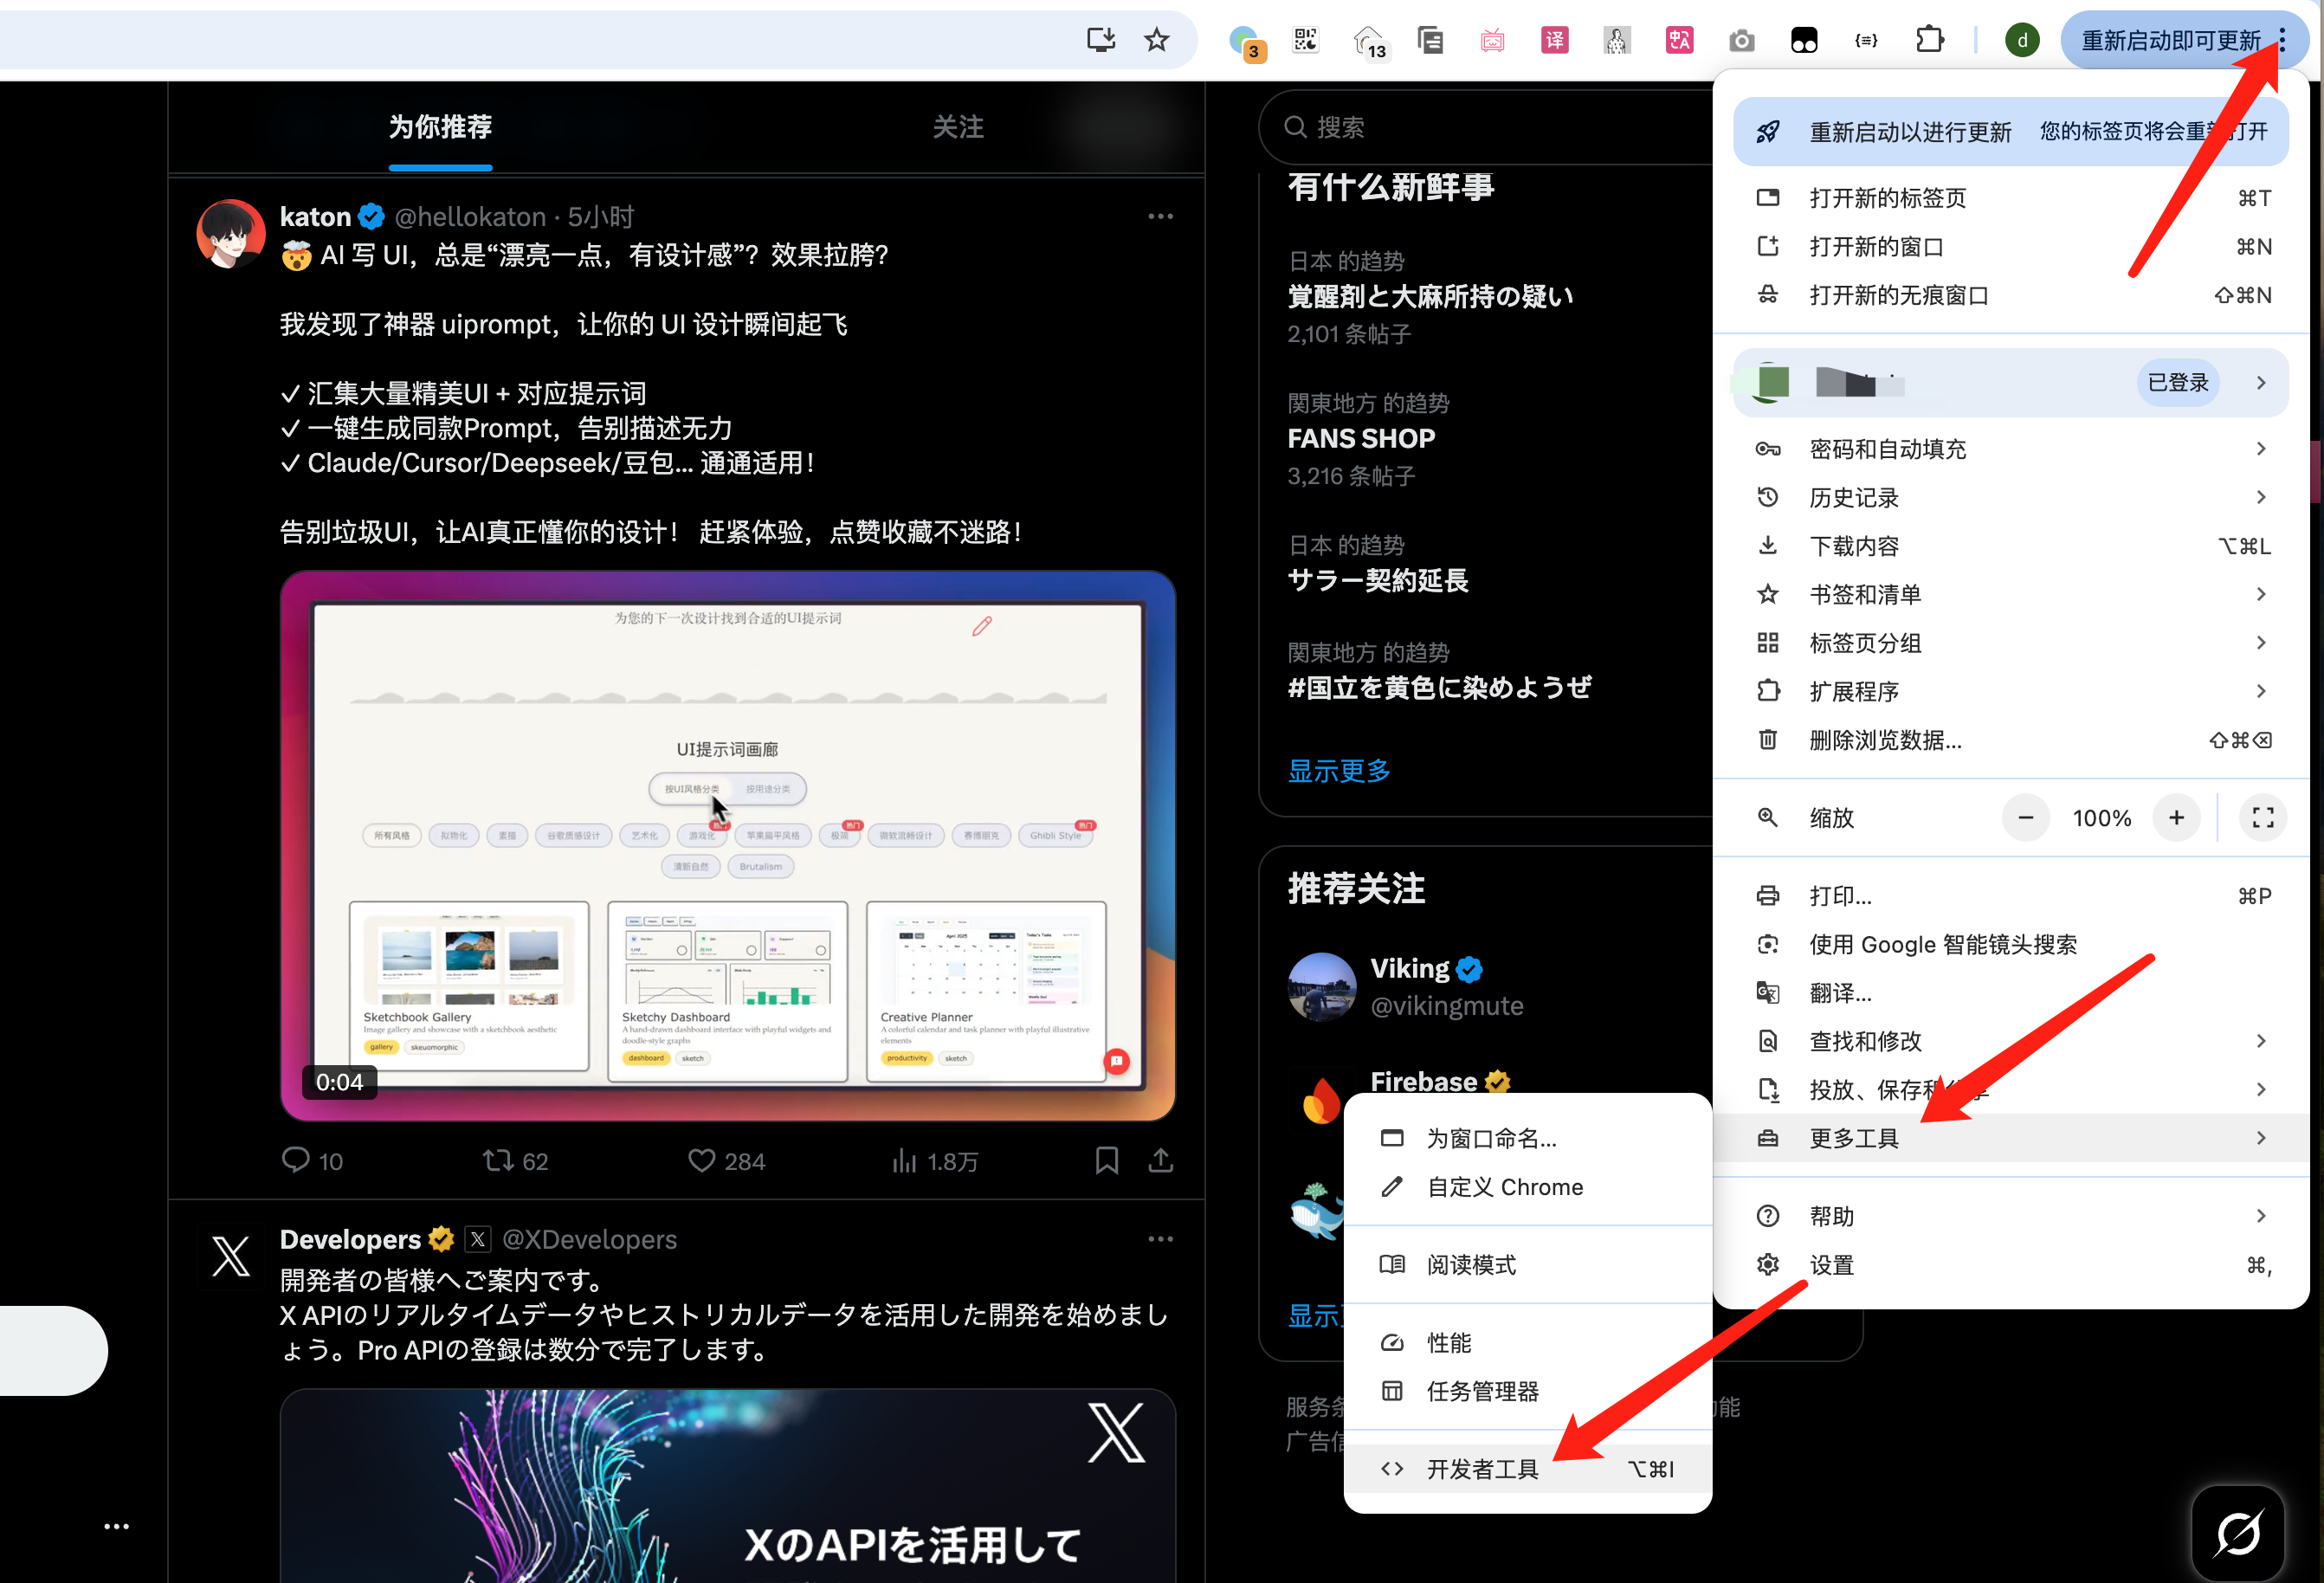 3
13
译
中A
{≡}
d
重新启动即可更新
为你推荐
关注
搜索
katon @hellokaton · 5小时
🤯 AI 写 UI，总是“漂亮一点，有设计感”？效果拉胯？
我发现了神器 uiprompt，让你的 UI 设计瞬间起飞
✓ 汇集大量精美UI + 对应提示词
✓ 一键生成同款Prompt，告别描述无力
✓ Claude/Cursor/Deepseek/豆包... 通通适用！
告别垃圾UI，让AI真正懂你的设计！ 赶紧体验，点赞收藏不迷路！
为您的下一次设计找到合适的UI提示词
UI提示词画廊
按UI风格分类 按用途分类
所有风格 拟物化 素描 谷歌质感设计 艺术化 游戏化 苹果扁平风格 极简 热门 微软流畅设计 赛博朋克 Ghibli Style 热门
清新自然 Brutalism
April 2025
Today's Tasks
Sketchbook Gallery
Image gallery and showcase with a sketchbook aesthetic
gallery skeuomorphic
Sketchy Dashboard
A hand-drawn dashboard interface with playful widgets and
doodle-style graphs
dashboard sketch
Creative Planner
A colorful calendar and task planner with playful illustrative
elements
productivity sketch
0:04
10 62 284 1.8万
Developers @XDevelopers
開発者の皆様へご案内です。
X APIのリアルタイムデータやヒストリカルデータを活用した開発を始めまし
ょう。Pro APIの登録は数分で完了します。
XのAPIを活用して
有什么新鲜事
日本 的趋势
覚醒剤と大麻所持の疑い
2,101 条帖子
関東地方 的趋势
FANS SHOP
3,216 条帖子
日本 的趋势
サラー契約延長
関東地方 的趋势
#国立を黄色に染めようぜ
显示更多
推荐关注
Viking
@vikingmute
Firebase
显示
服务条
功能
广告信
重新启动以进行更新 您的标签页将会重新打开
打开新的标签页 ⌘T
打开新的窗口 ⌘N
打开新的无痕窗口 ⇧⌘N
已登录
密码和自动填充
历史记录
下载内容 ⌥⌘L
书签和清单
标签页分组
扩展程序
删除浏览数据... ⇧⌘⌫
缩放 − 100% +
打印... ⌘P
使用 Google 智能镜头搜索
翻译...
查找和修改
投放、保存和分享
更多工具
帮助
设置 ⌘,
为窗口命名...
自定义 Chrome
阅读模式
性能
任务管理器
开发者工具 ⌥⌘I